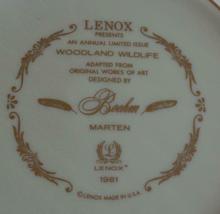 LENOX
PRESENTS
AN ANNUAL LIMITED ISSUE
WOODLAND WILDLIFE
ADAPTED FROM
ORIGINAL WORKS OF ART
DESIGNED BY
Boehm
MARTEN
LENOX™
1981
© LENOX MADE IN U.S.A.